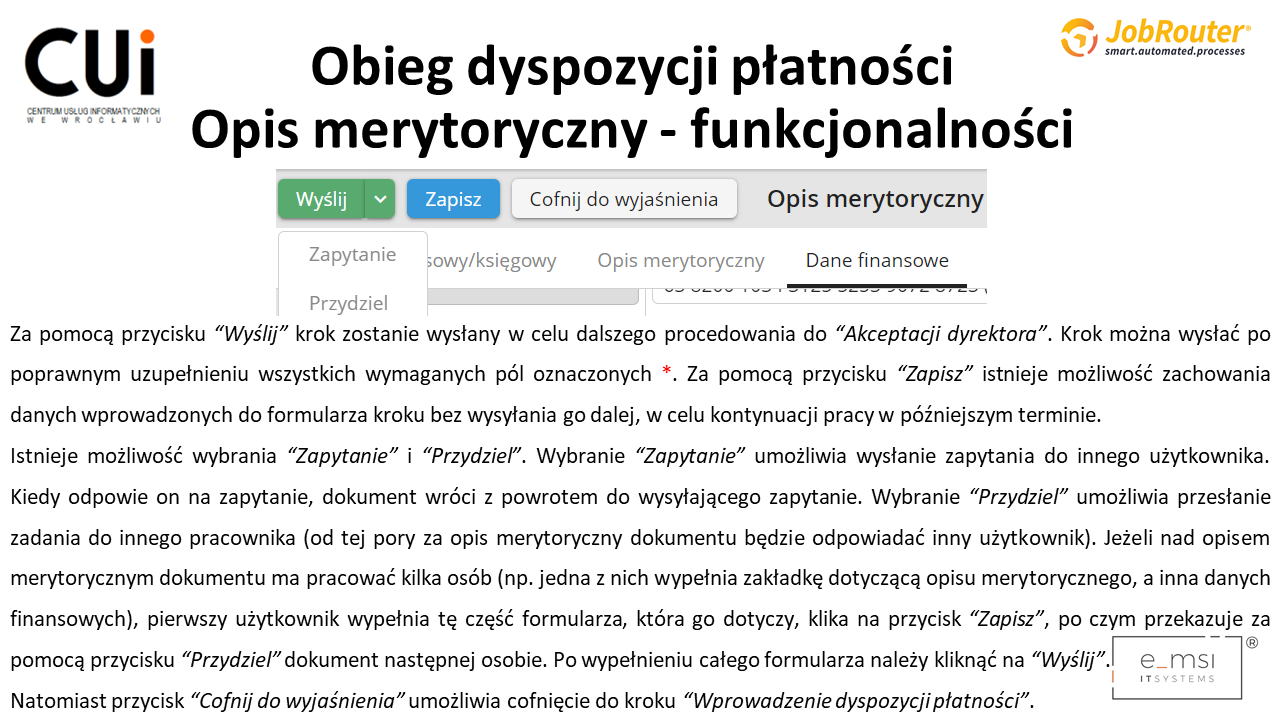 CUi
CENTRUM USŁUG INFORMATYCZNYCH
WE WROCŁAWIU
JobRouter®
smart.automated.processes
Obieg dyspozycji płatności
Opis merytoryczny - funkcjonalności
Wyślij Zapisz Cofnij do wyjaśnienia Opis merytoryczny
Zapytanie sowy/księgowy Opis merytoryczny Dane finansowe
Przydziel
Za pomocą przycisku “Wyślij” krok zostanie wysłany w celu dalszego procedowania do “Akceptacji dyrektora”. Krok można wysłać po
poprawnym uzupełnieniu wszystkich wymaganych pól oznaczonych *. Za pomocą przycisku “Zapisz” istnieje możliwość zachowania
danych wprowadzonych do formularza kroku bez wysyłania go dalej, w celu kontynuacji pracy w późniejszym terminie.
Istnieje możliwość wybrania “Zapytanie” i “Przydziel”. Wybranie “Zapytanie” umożliwia wysłanie zapytania do innego użytkownika.
Kiedy odpowie on na zapytanie, dokument wróci z powrotem do wysyłającego zapytanie. Wybranie “Przydziel” umożliwia przesłanie
zadania do innego pracownika (od tej pory za opis merytoryczny dokumentu będzie odpowiadać inny użytkownik). Jeżeli nad opisem
merytorycznym dokumentu ma pracować kilka osób (np. jedna z nich wypełnia zakładkę dotyczącą opisu merytorycznego, a inna danych
finansowych), pierwszy użytkownik wypełnia tę część formularza, która go dotyczy, klika na przycisk “Zapisz”, po czym przekazuje za
pomocą przycisku “Przydziel” dokument następnej osobie. Po wypełnieniu całego formularza należy kliknąć na “Wyślij”.
Natomiast przycisk “Cofnij do wyjaśnienia” umożliwia cofnięcie do kroku “Wprowadzenie dyspozycji płatności”.
e_msi ®
IT SYSTEMS